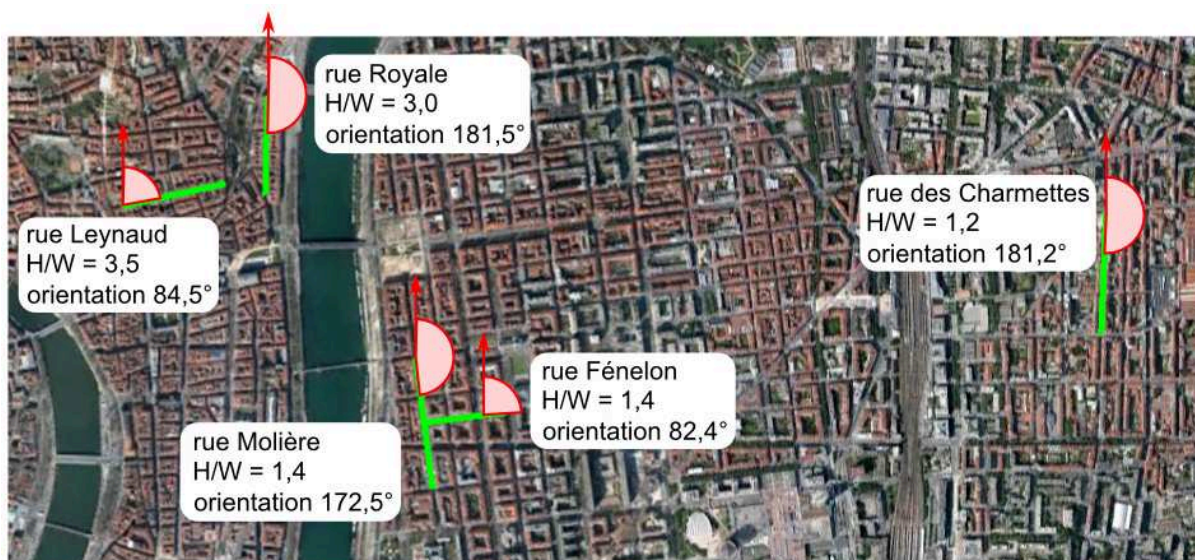 rue Royale
H/W = 3,0
orientation 181,5°
rue des Charmettes
H/W = 1,2
orientation 181,2°
rue Leynaud
H/W = 3,5
orientation 84,5°
rue Fénelon
H/W = 1,4
orientation 82,4°
rue Molière
H/W = 1,4
orientation 172,5°